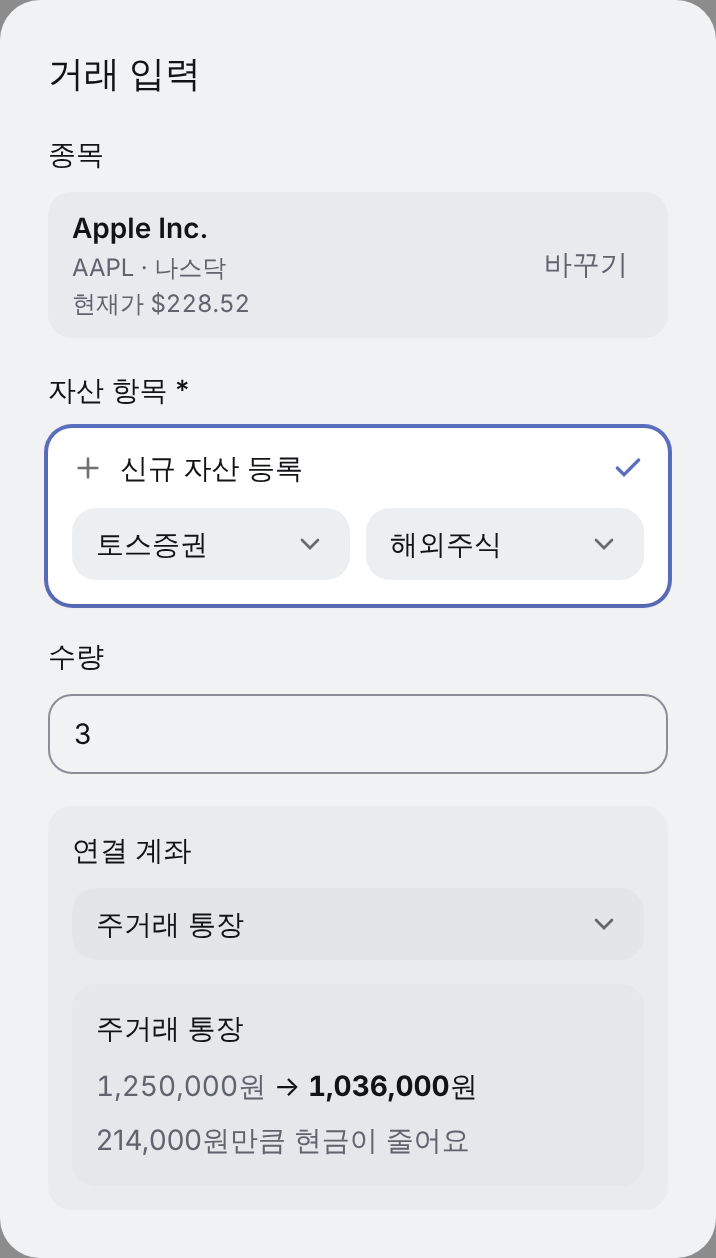 거래 입력
종목
Apple Inc.
AAPL · 나스닥
현재가 $228.52
바꾸기
자산 항목 *
신규 자산 등록
토스증권
해외주식
수량
3
연결 계좌
주거래 통장
주거래 통장
1,250,000원 → 1,036,000원
214,000원만큼 현금이 줄어요